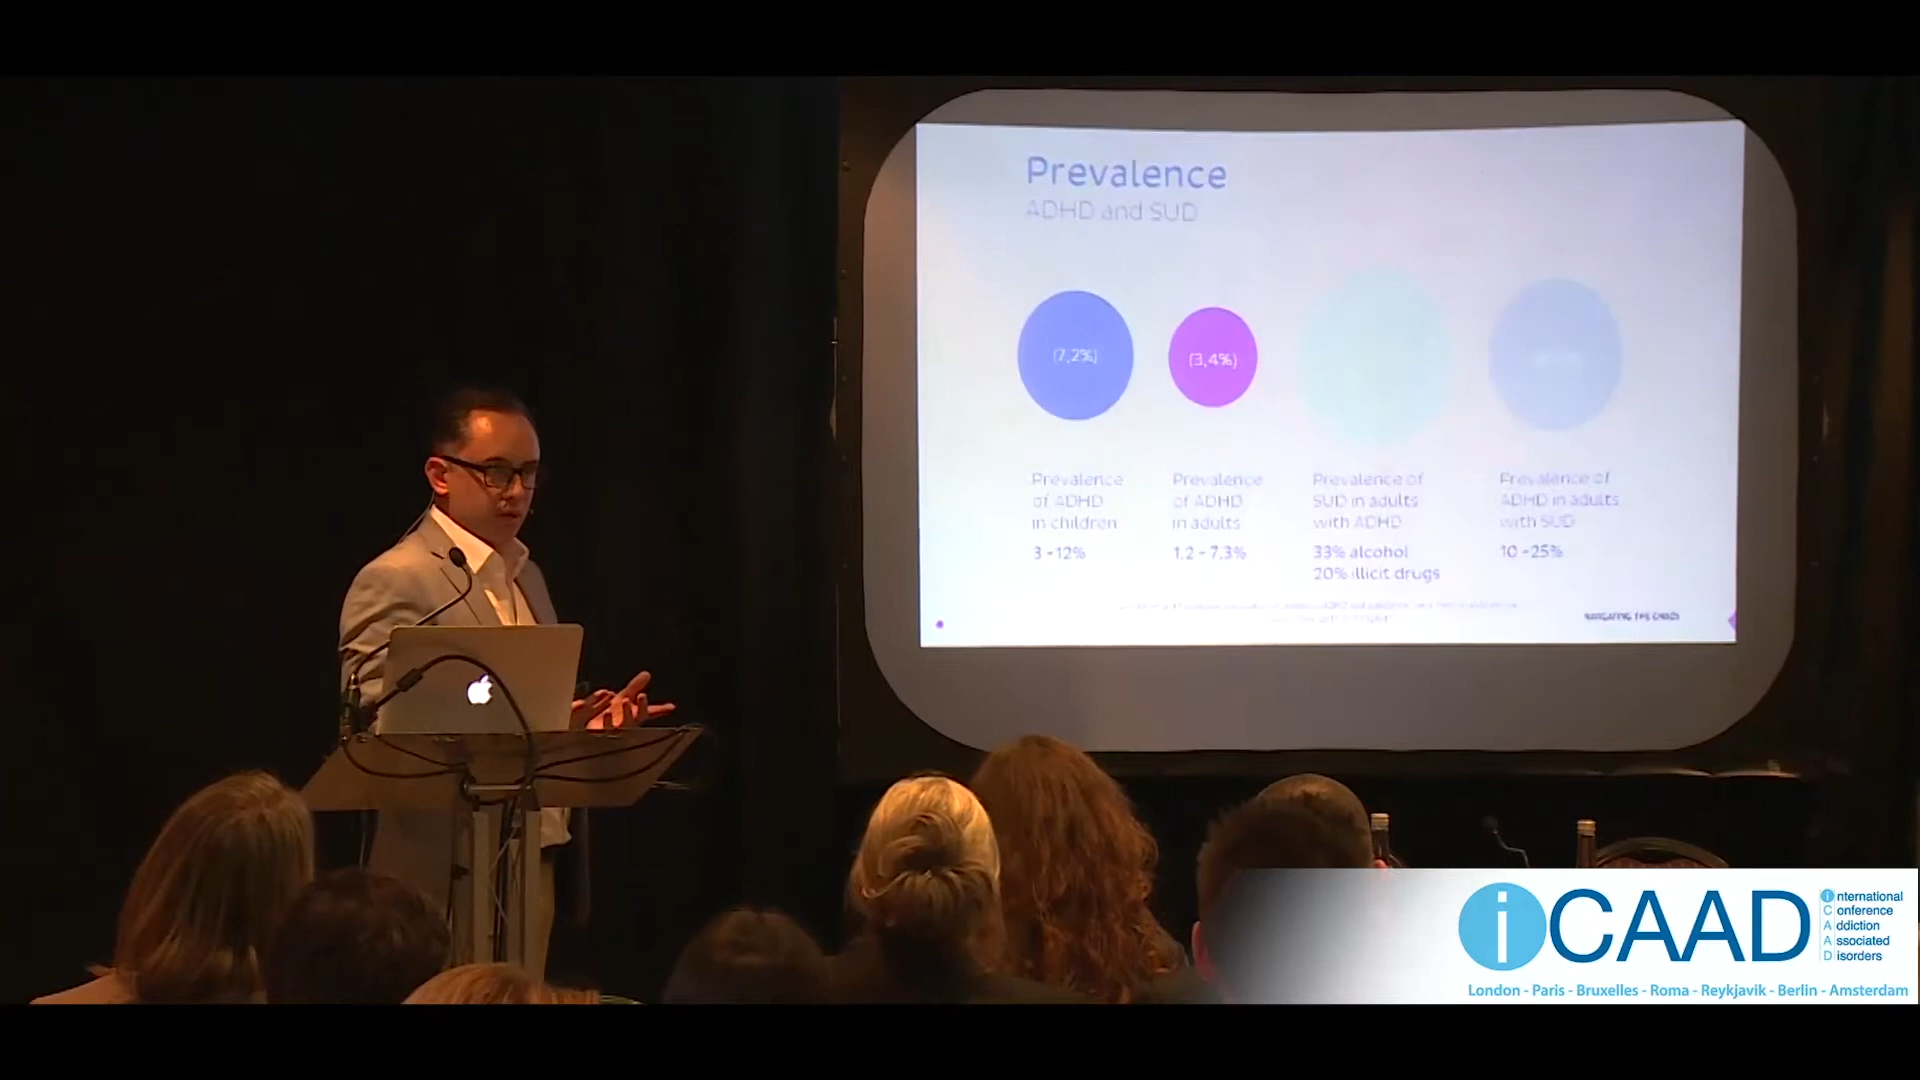 Prevalence
ADHD and SUD
(7,2%)
(3,4%)
Prevalence
of ADHD
in children
3 - 12%
Prevalence
of ADHD
in adults
1.2 - 7.3%
Prevalence of
SUD in adults
with ADHD
33% alcohol
20% illicit drugs
Prevalence of
ADHD in adults
with SUD
10 - 25%
NAVIGATING THE CHAOS
iCAAD
international
Conference
Addiction
Associated
Disorders
London - Paris - Bruxelles - Roma - Reykjavik - Berlin - Amsterdam